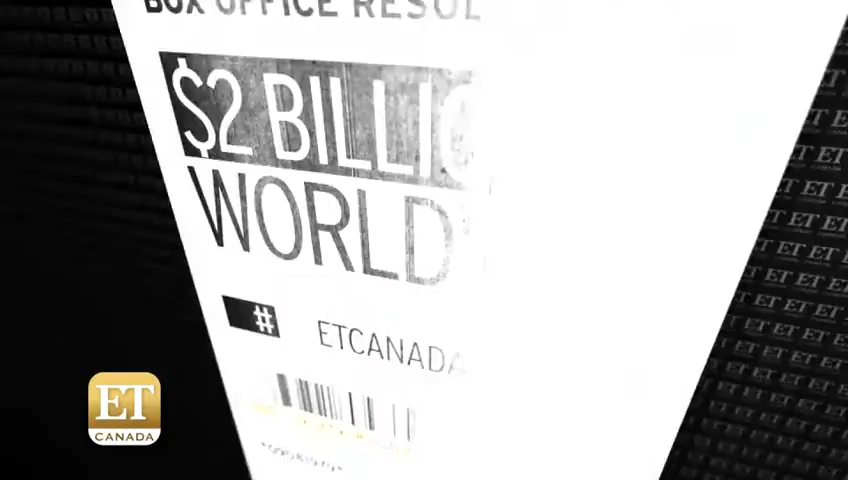 BOX OFFICE RESUL
$2 BILLIO
WORLD
#
ETCANADA
ET
CANADA